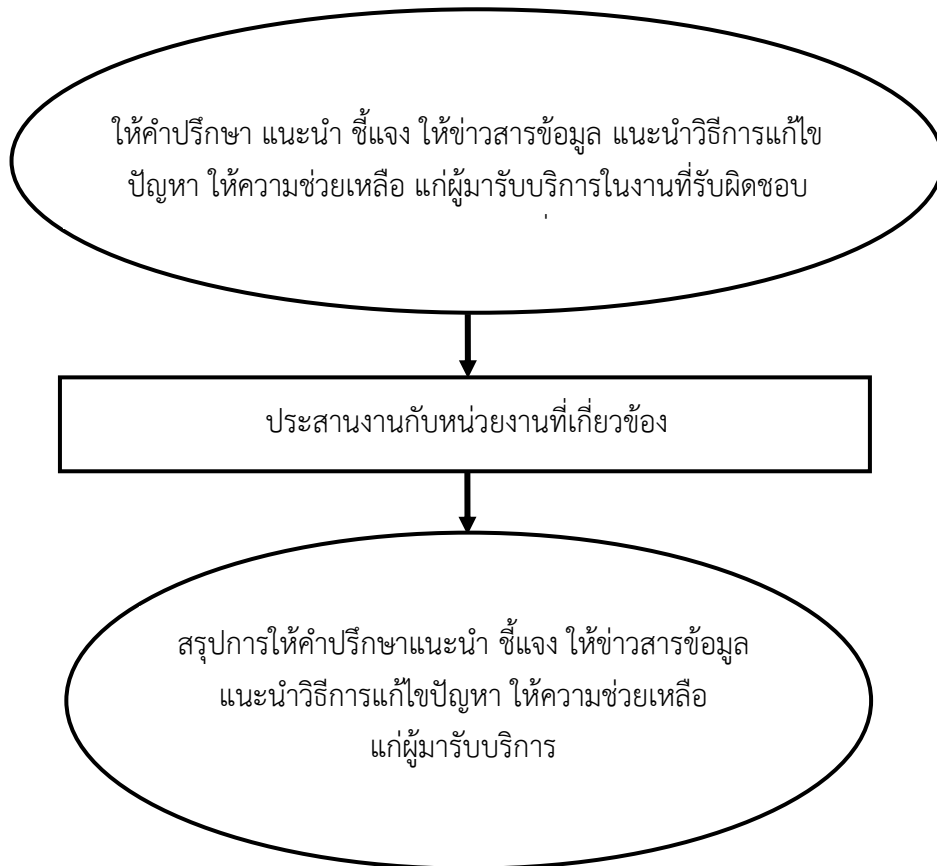 ให้คำปรึกษา แนะนำ ชี้แจง ให้ข่าวสารข้อมูล แนะนำวิธีการแก้ไข
ปัญหา ให้ความช่วยเหลือ แก่ผู้มารับบริการในงานที่รับผิดชอบ
ประสานงานกับหน่วยงานที่เกี่ยวข้อง
สรุปการให้คำปรึกษาแนะนำ ชี้แจง ให้ข่าวสารข้อมูล
แนะนำวิธีการแก้ไขปัญหา ให้ความช่วยเหลือ
แก่ผู้มารับบริการ